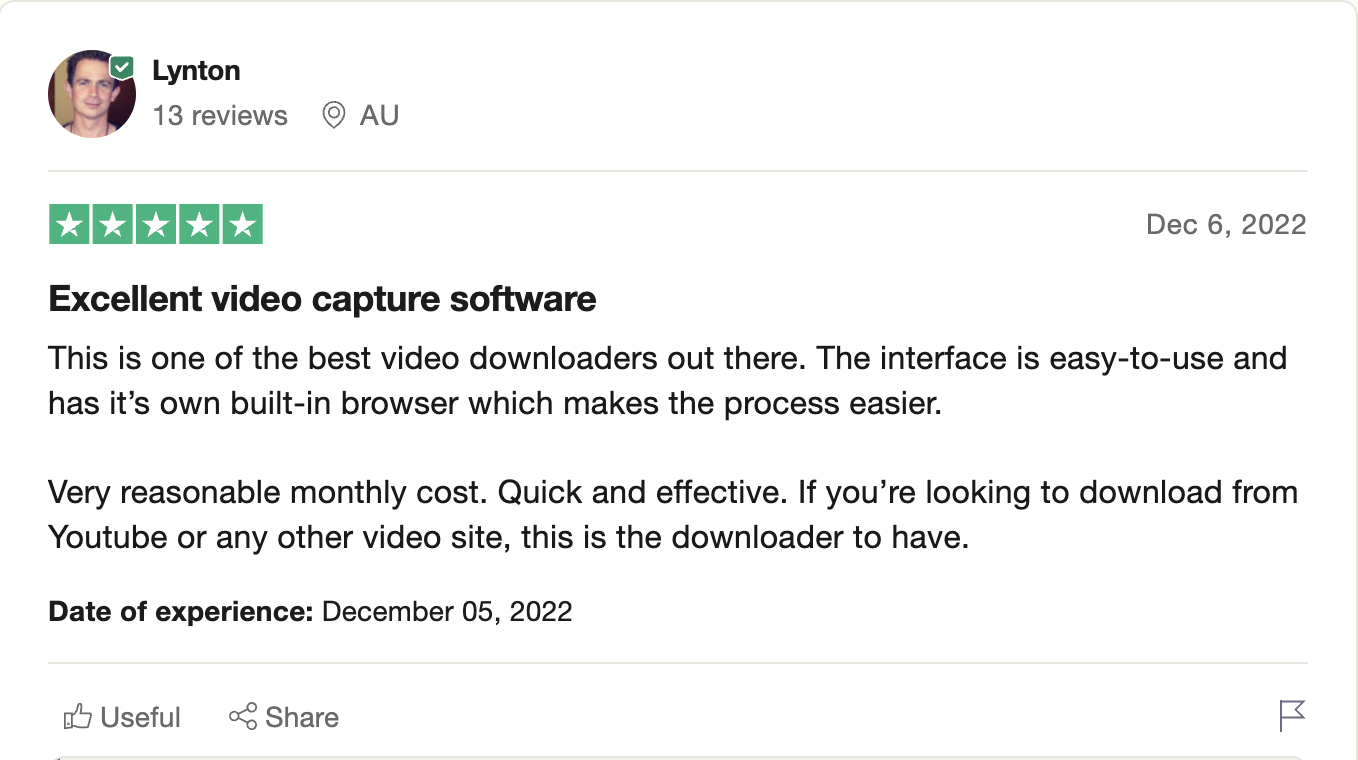 Lynton
13 reviews AU
Dec 6, 2022
Excellent video capture software
This is one of the best video downloaders out there. The interface is easy-to-use and
has it’s own built-in browser which makes the process easier.
Very reasonable monthly cost. Quick and effective. If you’re looking to download from
Youtube or any other video site, this is the downloader to have.
Date of experience: December 05, 2022
Useful Share